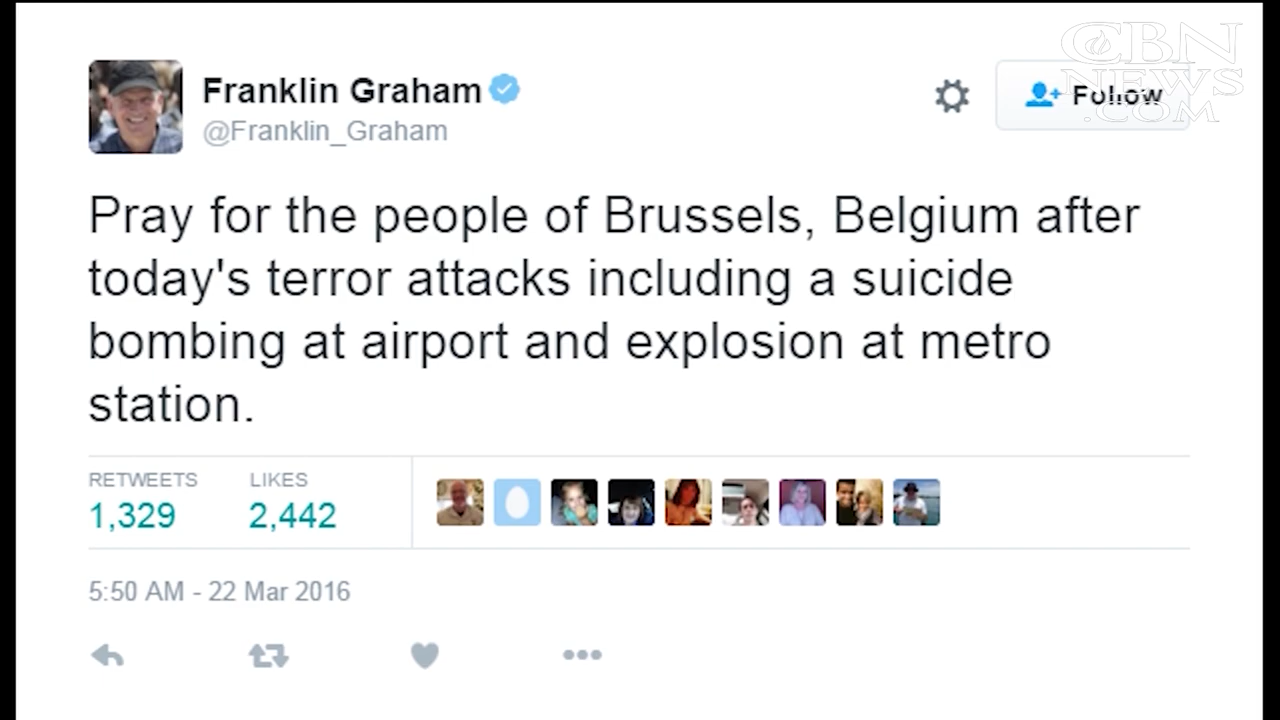 CBN
NEWS
.COM
Franklin Graham
@Franklin_Graham
Follow
Pray for the people of Brussels, Belgium after
today's terror attacks including a suicide
bombing at airport and explosion at metro
station.
RETWEETS LIKES
1,329 2,442
5:50 AM - 22 Mar 2016